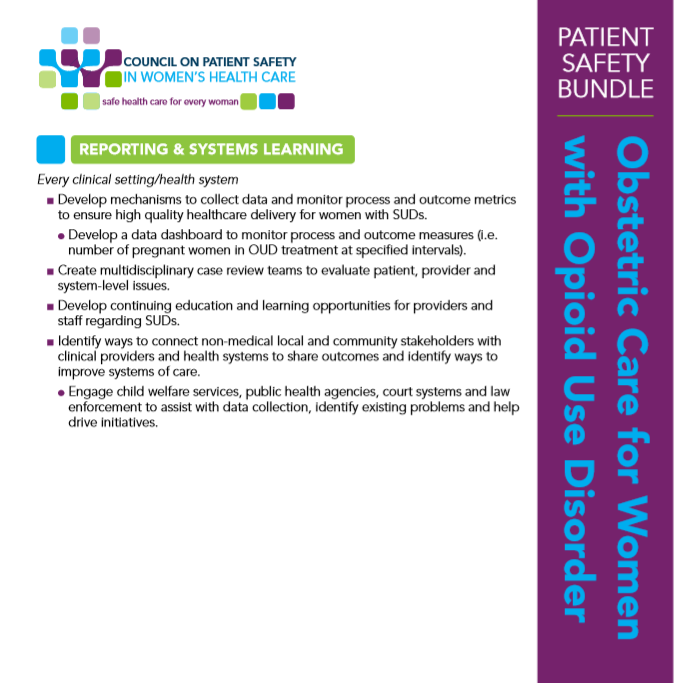 COUNCIL ON PATIENT SAFETY
IN WOMEN'S HEALTH CARE
safe health care for every woman
REPORTING & SYSTEMS LEARNING
Every clinical setting/health system
■ Develop mechanisms to collect data and monitor process and outcome metrics
to ensure high quality healthcare delivery for women with SUDs.
● Develop a data dashboard to monitor process and outcome measures (i.e.
number of pregnant women in OUD treatment at specified intervals).
■ Create multidisciplinary case review teams to evaluate patient, provider and
system-level issues.
■ Develop continuing education and learning opportunities for providers and
staff regarding SUDs.
■ Identify ways to connect non-medical local and community stakeholders with
clinical providers and health systems to share outcomes and identify ways to
improve systems of care.
● Engage child welfare services, public health agencies, court systems and law
enforcement to assist with data collection, identify existing problems and help
drive initiatives.
PATIENT
SAFETY
BUNDLE
Obstetric Care for Women
with Opioid Use Disorder